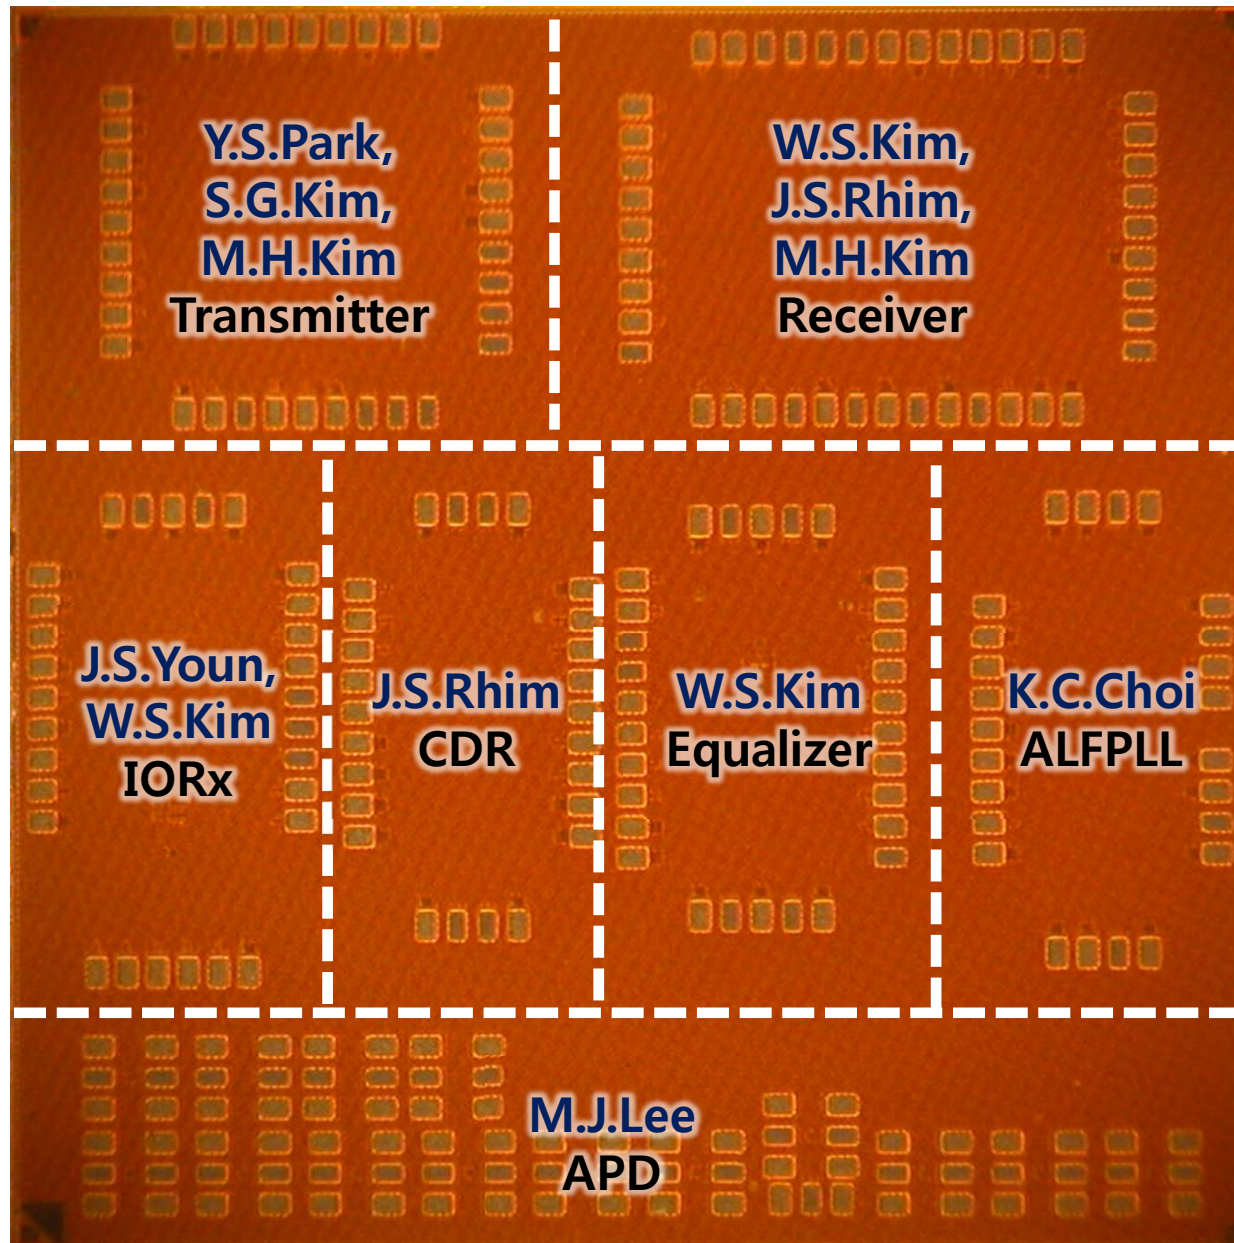 Y.S.Park,
S.G.Kim,
M.H.Kim
Transmitter
W.S.Kim,
J.S.Rhim,
M.H.Kim
Receiver
J.S.Youn,
W.S.Kim
IORx
J.S.Rhim
CDR
W.S.Kim
Equalizer
K.C.Choi
ALFPLL
M.J.Lee
APD